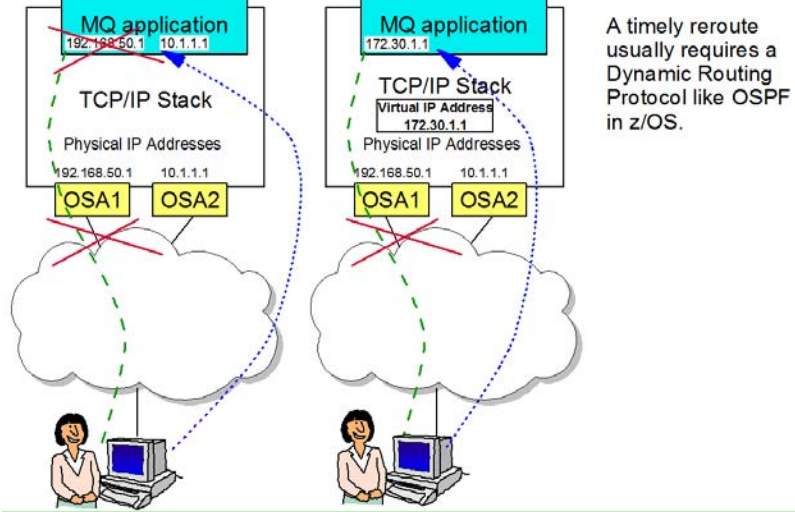 MQ application
192.168.50.1 10.1.1.1
TCP/IP Stack
Physical IP Addresses
192.168.50.1 10.1.1.1
OSA1 OSA2
MQ application
172.30.1.1
TCP/IP Stack
Virtual IP Address
172.30.1.1
Physical IP Addresses
192.168.50.1 10.1.1.1
OSA1 OSA2
A timely reroute
usually requires a
Dynamic Routing
Protocol like OSPF
in z/OS.